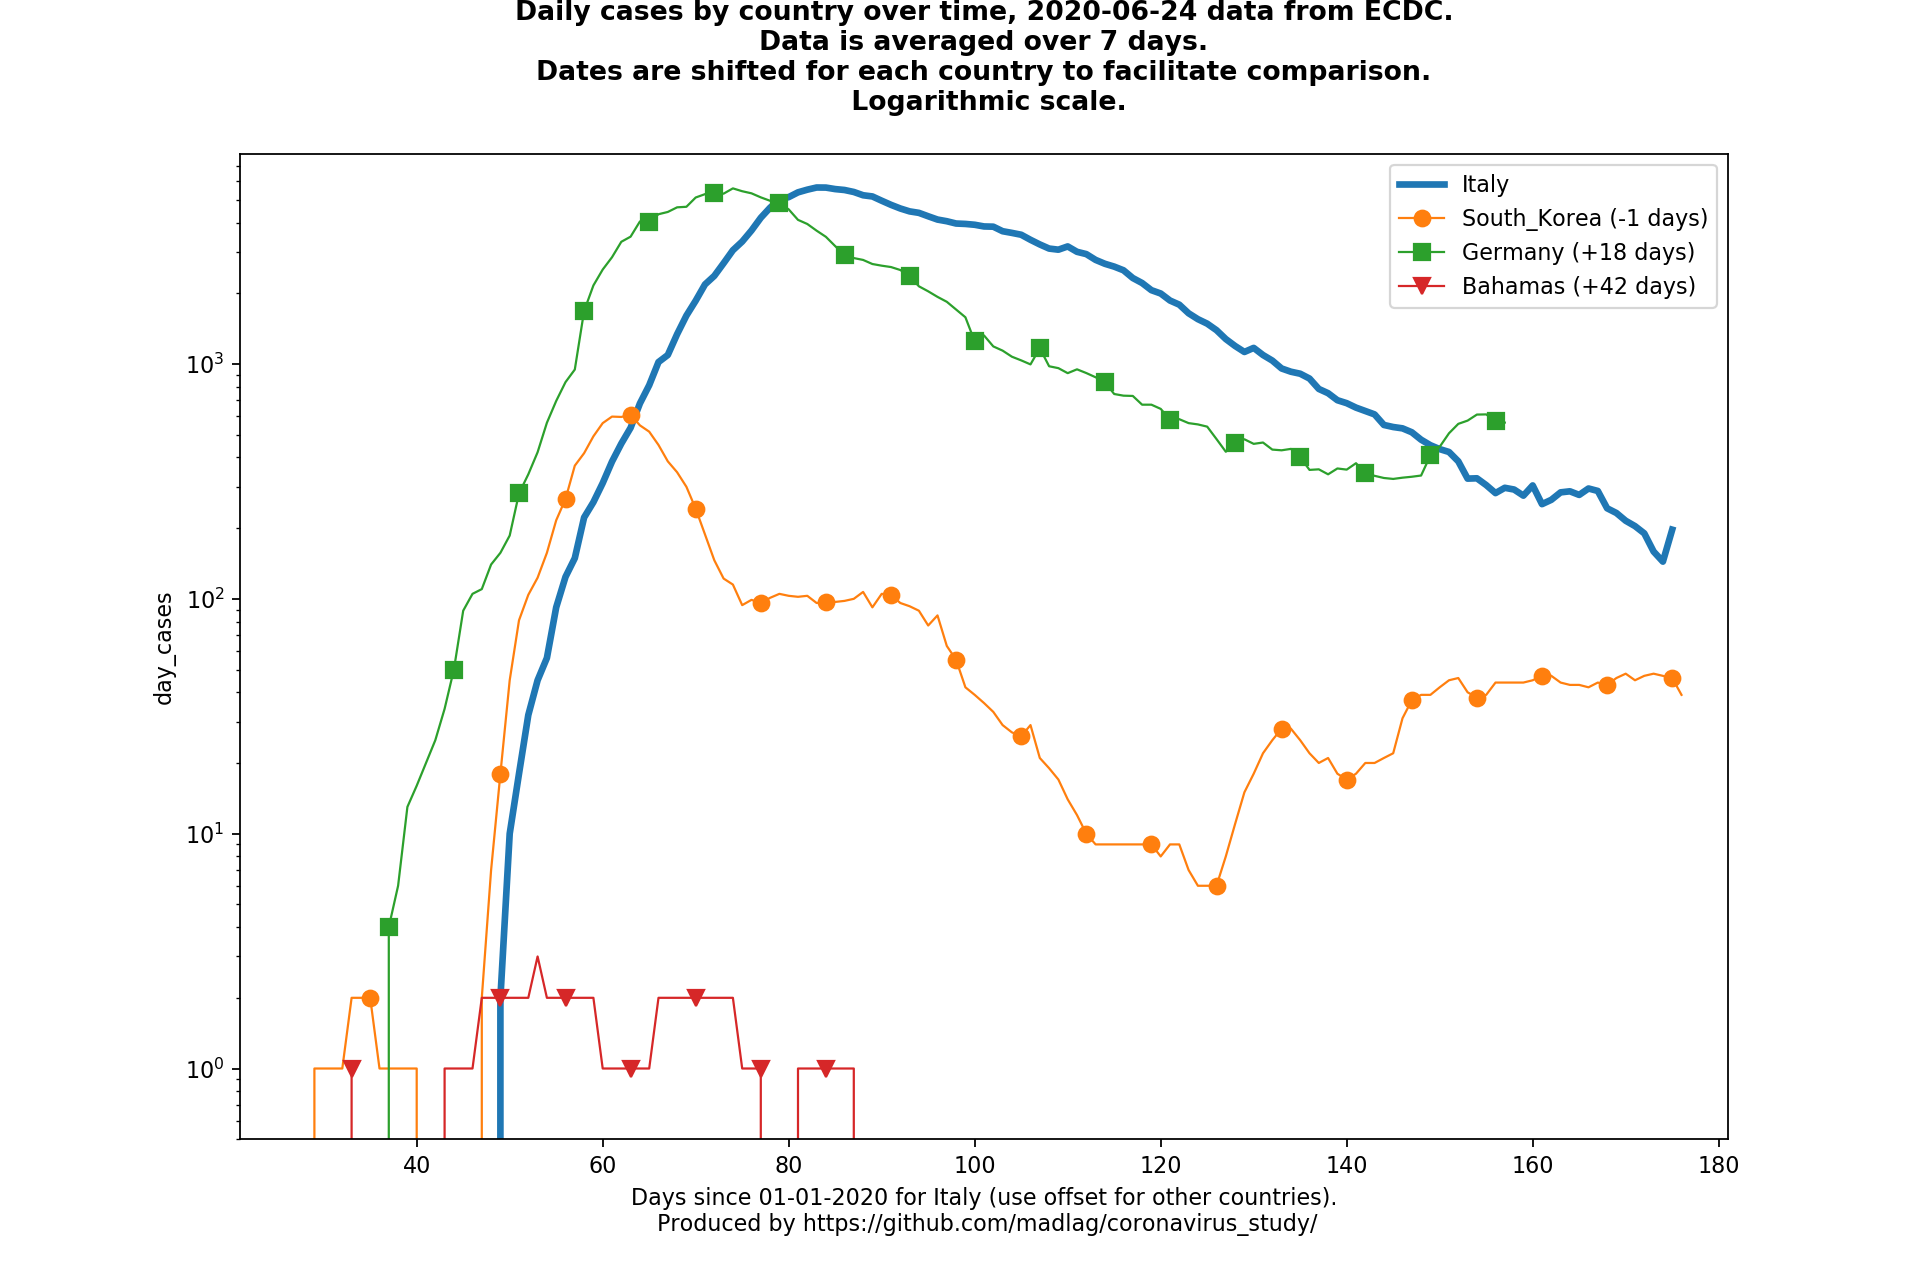 Daily cases by country over time, 2020-06-24 data from ECDC.
Data is averaged over 7 days.
Dates are shifted for each country to facilitate comparison.
Logarithmic scale.
Italy
South_Korea (-1 days)
Germany (+18 days)
Bahamas (+42 days)
day_cases
10³
10²
10¹
10⁰
40 60 80 100 120 140 160 180
Days since 01-01-2020 for Italy (use offset for other countries).
Produced by https://github.com/madlag/coronavirus_study/